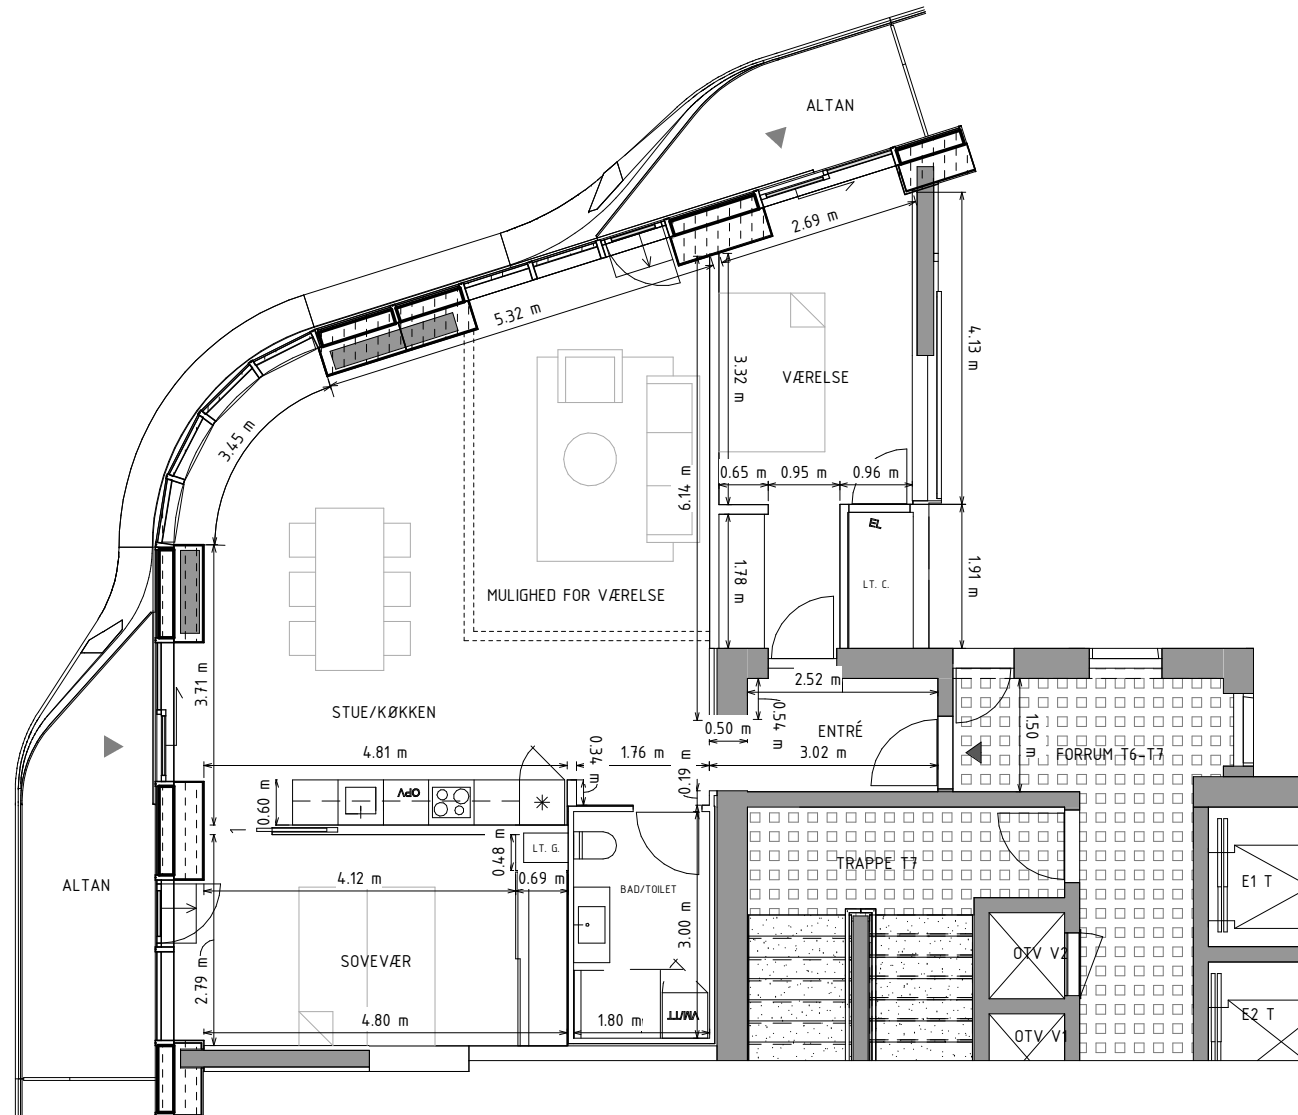 ALTAN
2.69 m
5.32 m
4.13 m
3.32 m
VÆRELSE
3.45 m
0.65 m
0.95 m
0.96 m
6.14 m
EL
1.78 m
LT. C.
1.91 m
MULIGHED FOR VÆRELSE
3.71 m
2.52 m
STUE/KØKKEN
0.54 m
0.50 m
ENTRÉ
1.50 m
4.81 m
0.34 m
1.76 m
0.19 m
3.02 m
FORRUM T6-T7
0.60 m
OPV
1
LT. G.
0.48 m
TRAPPE T7
ALTAN
4.12 m
0.69 m
BAD/TOILET
E1 T
3.00 m
SOVEVÆR
OTV V2
2.79 m
4.80 m
1.80 m
VM/TT
E2 T
OTV V1